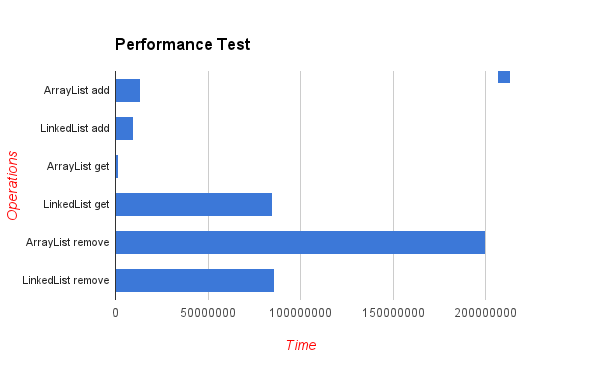 Performance Test
Operations
ArrayList add
LinkedList add
ArrayList get
LinkedList get
ArrayList remove
LinkedList remove
0 50000000 100000000 150000000 200000000
Time